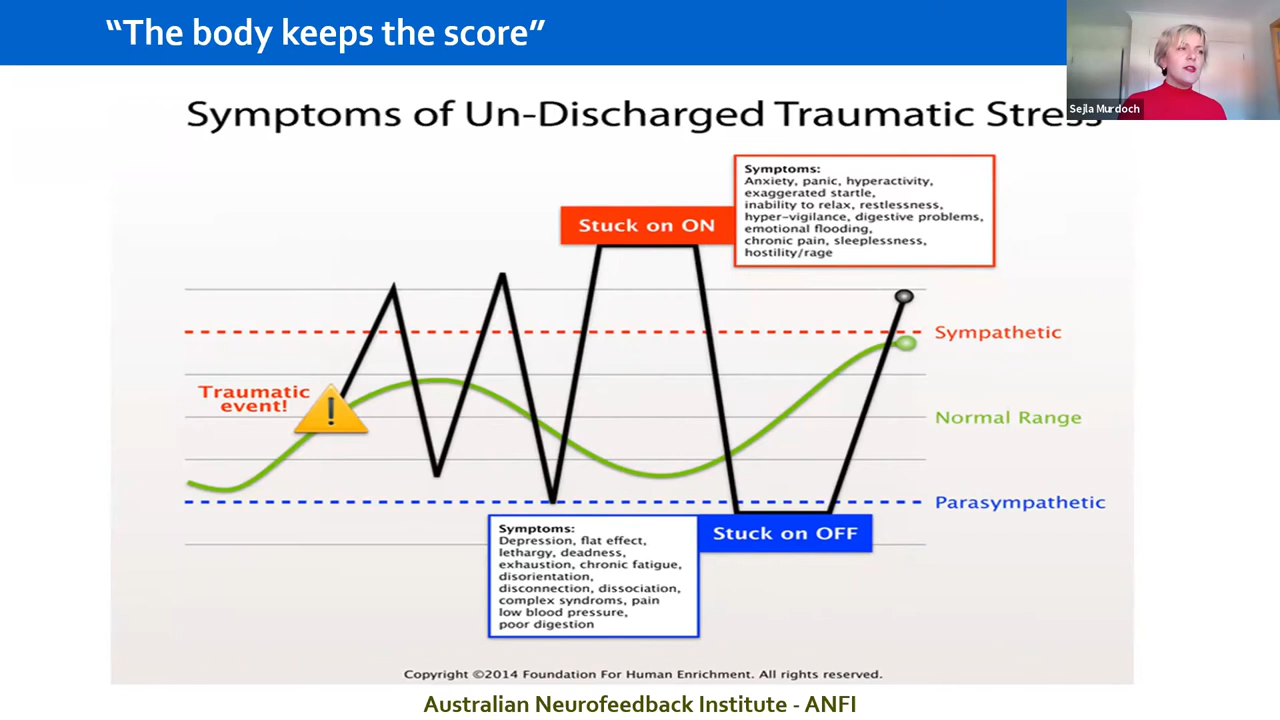 “The body keeps the score”
Sejla Murdoch
Symptoms of Un-Discharged Traumatic Stress
Symptoms:
Anxiety, panic, hyperactivity,
exaggerated startle,
inability to relax, restlessness,
hyper-vigilance, digestive problems,
emotional flooding,
chronic pain, sleeplessness,
hostility/rage
Stuck on ON
Sympathetic
Traumatic
event!
Normal Range
Parasympathetic
Symptoms:
Depression, flat effect,
lethargy, deadness,
exhaustion, chronic fatigue,
disorientation,
disconnection, dissociation,
complex syndroms, pain
low blood pressure,
poor digestion
Stuck on OFF
Copyright ©2014 Foundation For Human Enrichment. All rights reserved.
Australian Neurofeedback Institute - ANFI